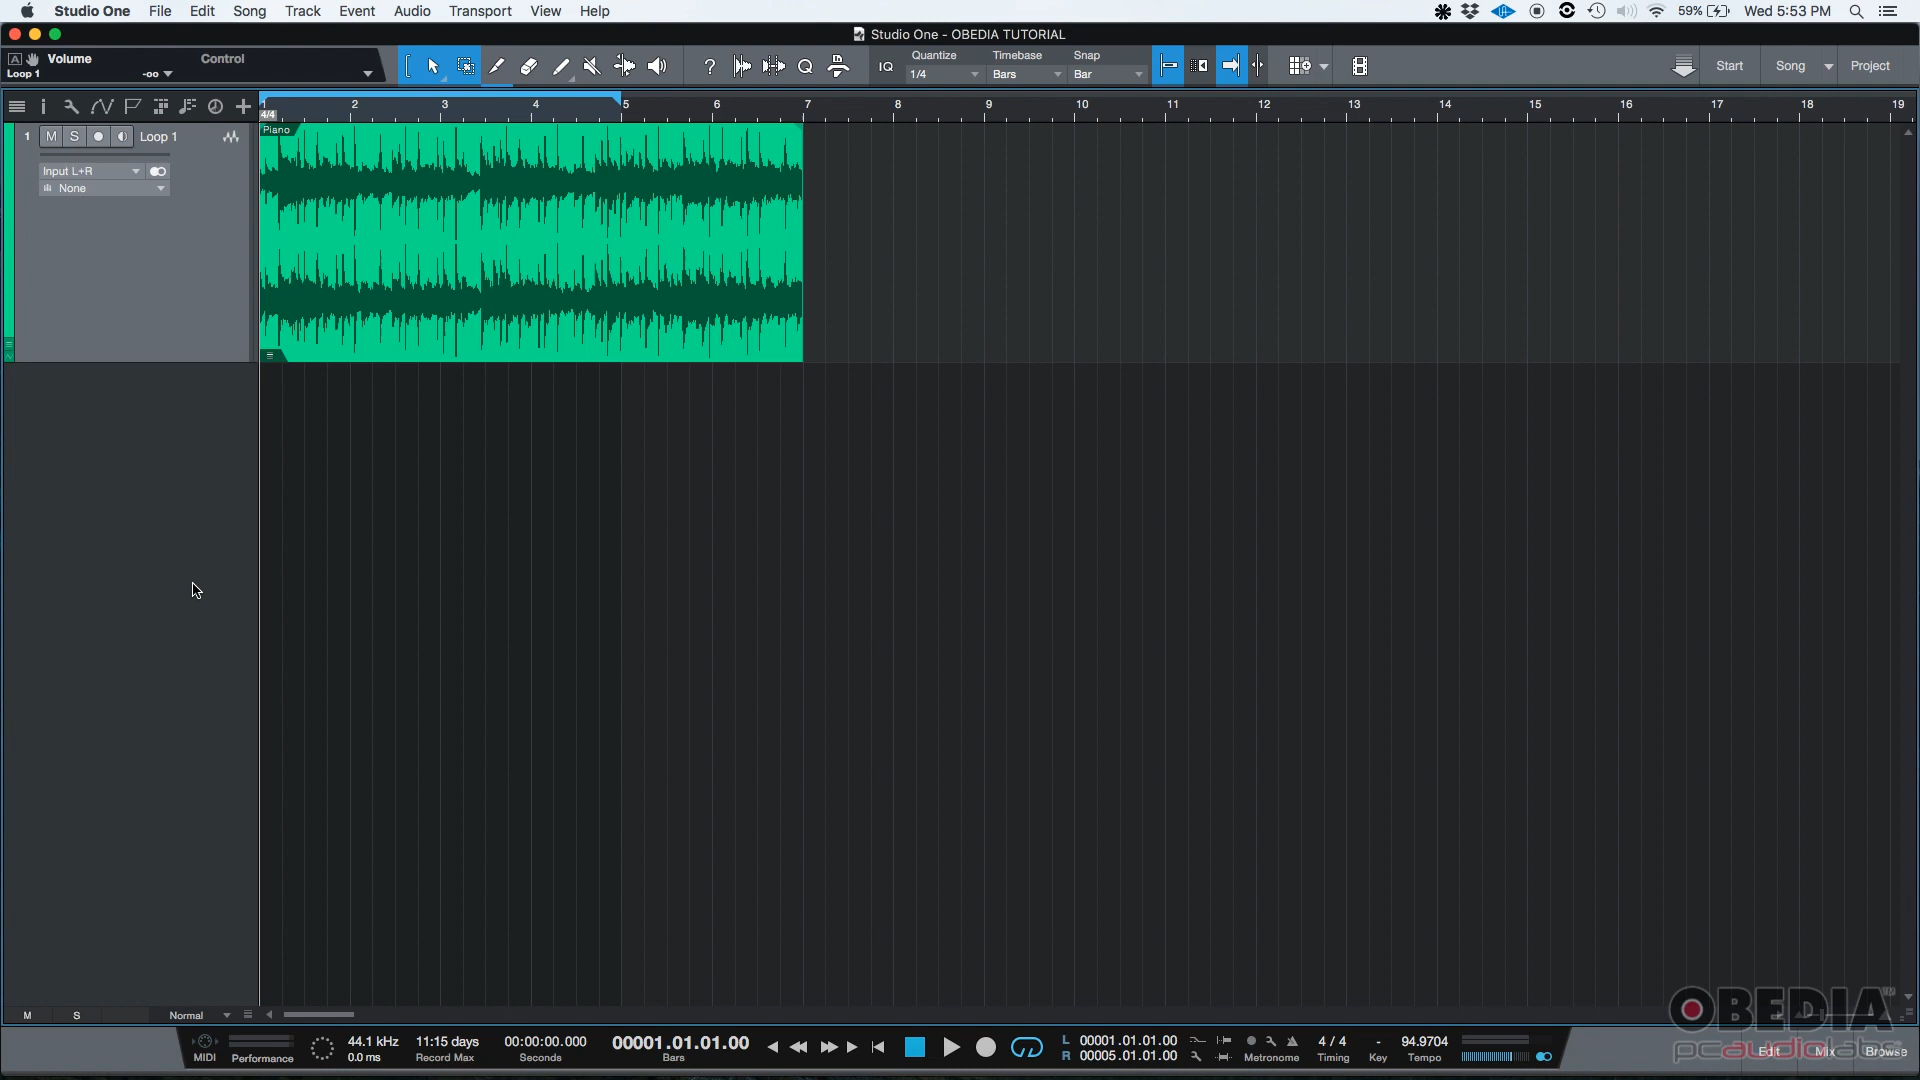 Studio One File Edit Song Track Event Audio Transport View Help 59% Wed 5:53 PM
Studio One - OBEDIA TUTORIAL
A Volume Control
Loop 1 -oo
? Q IQ
Quantize Timebase Snap
1/4 Bars Bar
Start Song Project
1 2 3 4 5 6 7 8 9 10 11 12 13 14 15 16 17 18 19
4/4
1 M S Loop 1
Piano
Input L+R
None
M S Normal
OBEDIA
pcaudiolabs
MIDI Performance
44.1 kHz 11:15 days 00:00:00.000 00001.01.01.00
0.0 ms Record Max Seconds Bars
L 00001.01.01.00
R 00005.01.01.00
4 / 4 - 94.9704
Metronome Timing Key Tempo
Edit Mix Browse